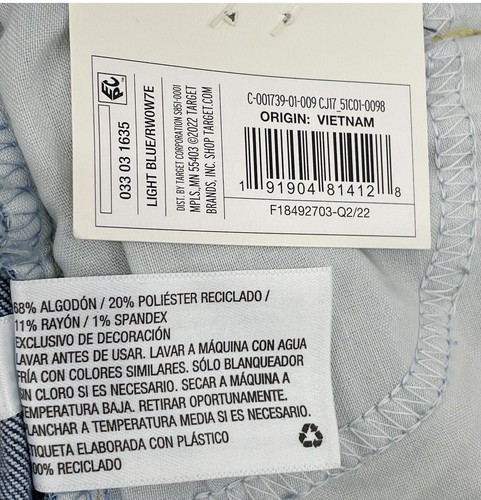 033 03 1635
LIGHT BLUE/RW0W7E
DIST. BY TARGET CORPORATION S851-0001
MPLS., MN 55403 ©2022 TARGET
BRANDS, INC. SHOP TARGET.COM
C-001739-01-009 CJ17_51C01-0098
ORIGIN: VIETNAM
1 91904 81412 8
F18492703-Q2/22
68% ALGODÓN / 20% POLIÉSTER RECICLADO /
11% RAYÓN / 1% SPANDEX
EXCLUSIVO DE DECORACIÓN
LAVAR ANTES DE USAR. LAVAR A MÁQUINA CON AGUA
FRÍA CON COLORES SIMILARES. SÓLO BLANQUEADOR
SIN CLORO SI ES NECESARIO. SECAR A MÁQUINA A
TEMPERATURA BAJA. RETIRAR OPORTUNAMENTE.
PLANCHAR A TEMPERATURA MEDIA SI ES NECESARIO.
ETIQUETA ELABORADA CON PLÁSTICO
100% RECICLADO